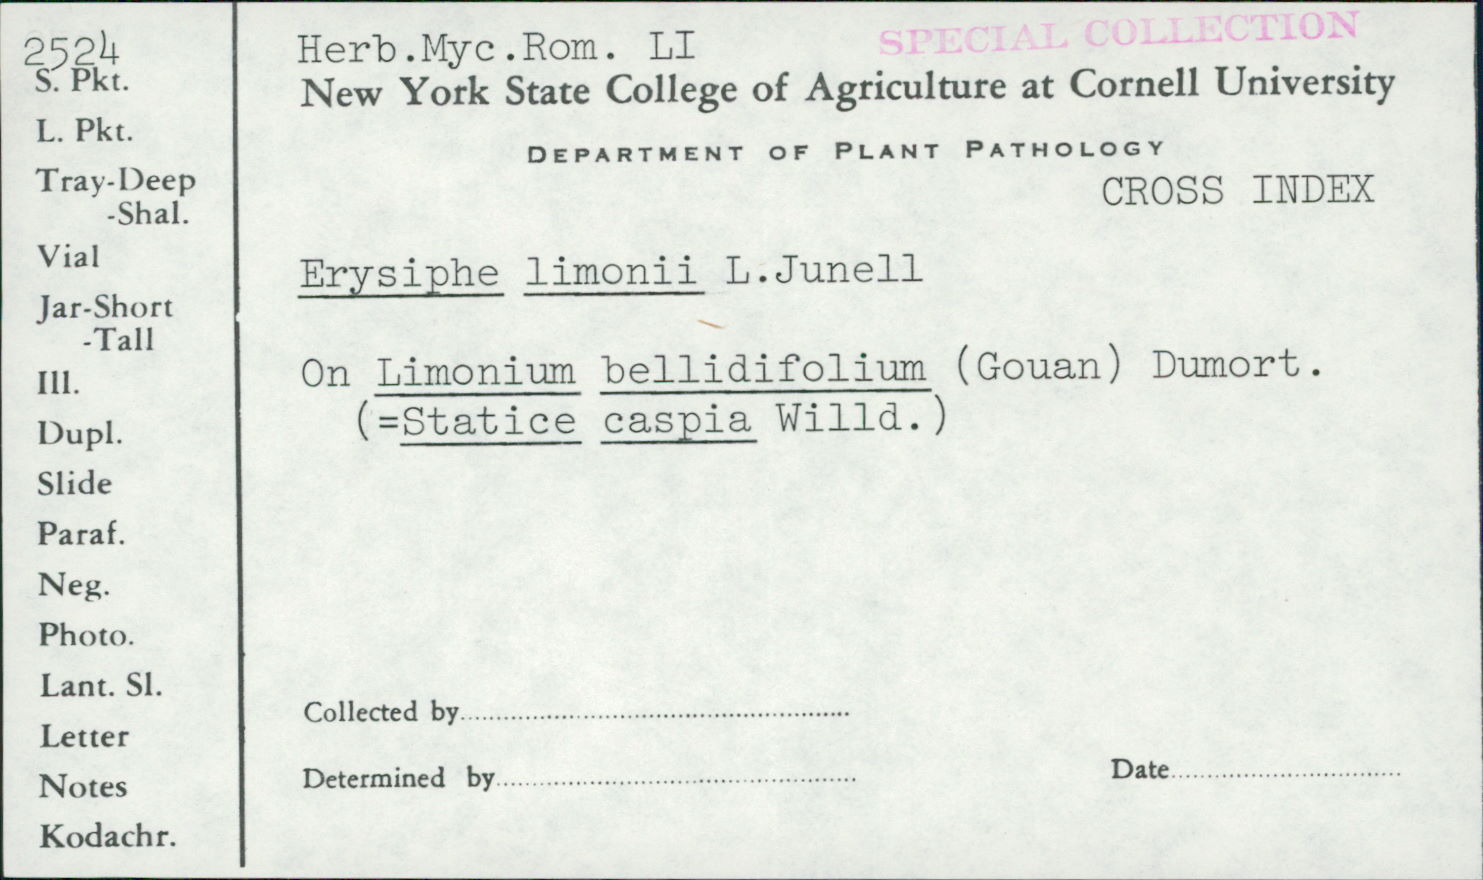 2524
S. Pkt.
L. Pkt.
Tray-Deep
-Shal.
Vial
Jar-Short
-Tall
Ill.
Dupl.
Slide
Paraf.
Neg.
Photo.
Lant. Sl.
Letter
Notes
Kodachr.
Herb.Myc.Rom. LI
SPECIAL COLLECTION
New York State College of Agriculture at Cornell University
DEPARTMENT OF PLANT PATHOLOGY
CROSS INDEX
Erysiphe limonii L.Junell
On Limonium bellidifolium (Gouan) Dumort.
(=Statice caspia Willd.)
Collected by
Determined by
Date